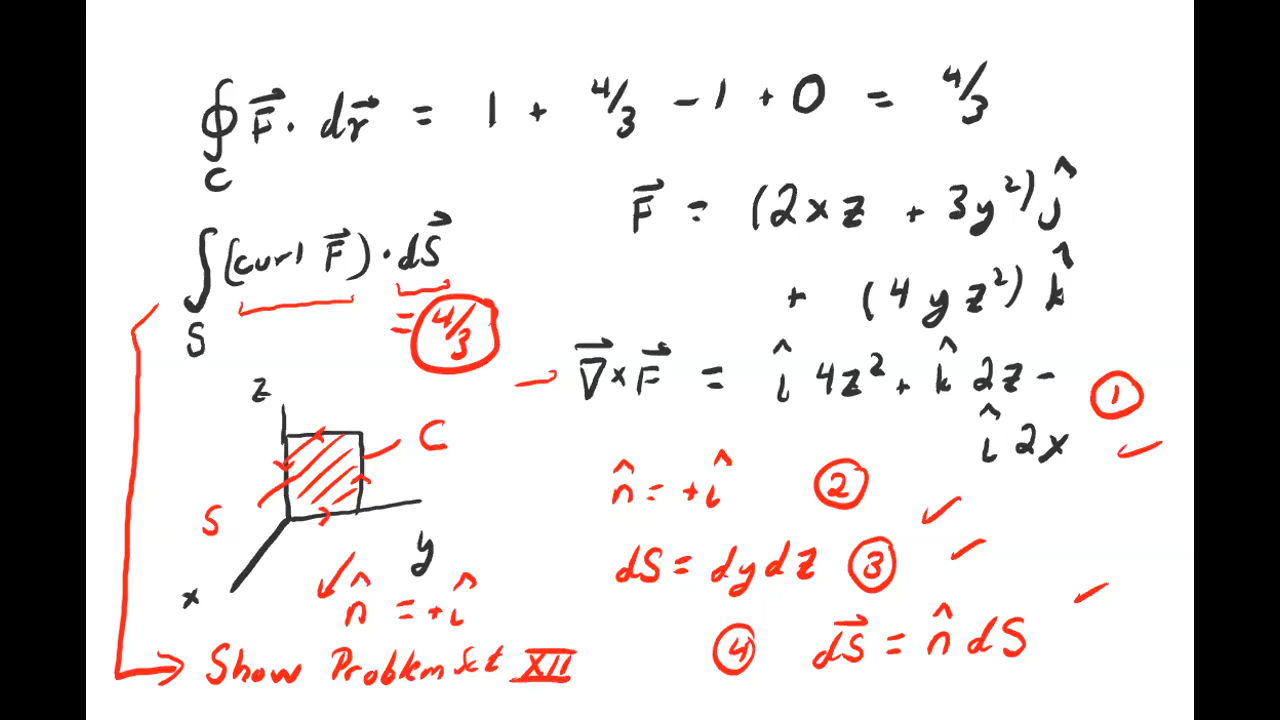 ∮_C F⃗ · dr⃗ = 1 + 4/3 − 1 + 0 = 4/3
F⃗ = (2xz + 3y²) ĵ
+ (4yz²) k̂
∫_S (curl F⃗) · dS⃗
= 4/3
∇⃗ × F⃗ = î 4z² + k̂ 2z −
î 2x ①
z
C
S
y
x
n̂ = +î
n̂ = +î ②
dS = dy dz ③
④ dS⃗ = n̂ dS
Show Problem Set XII